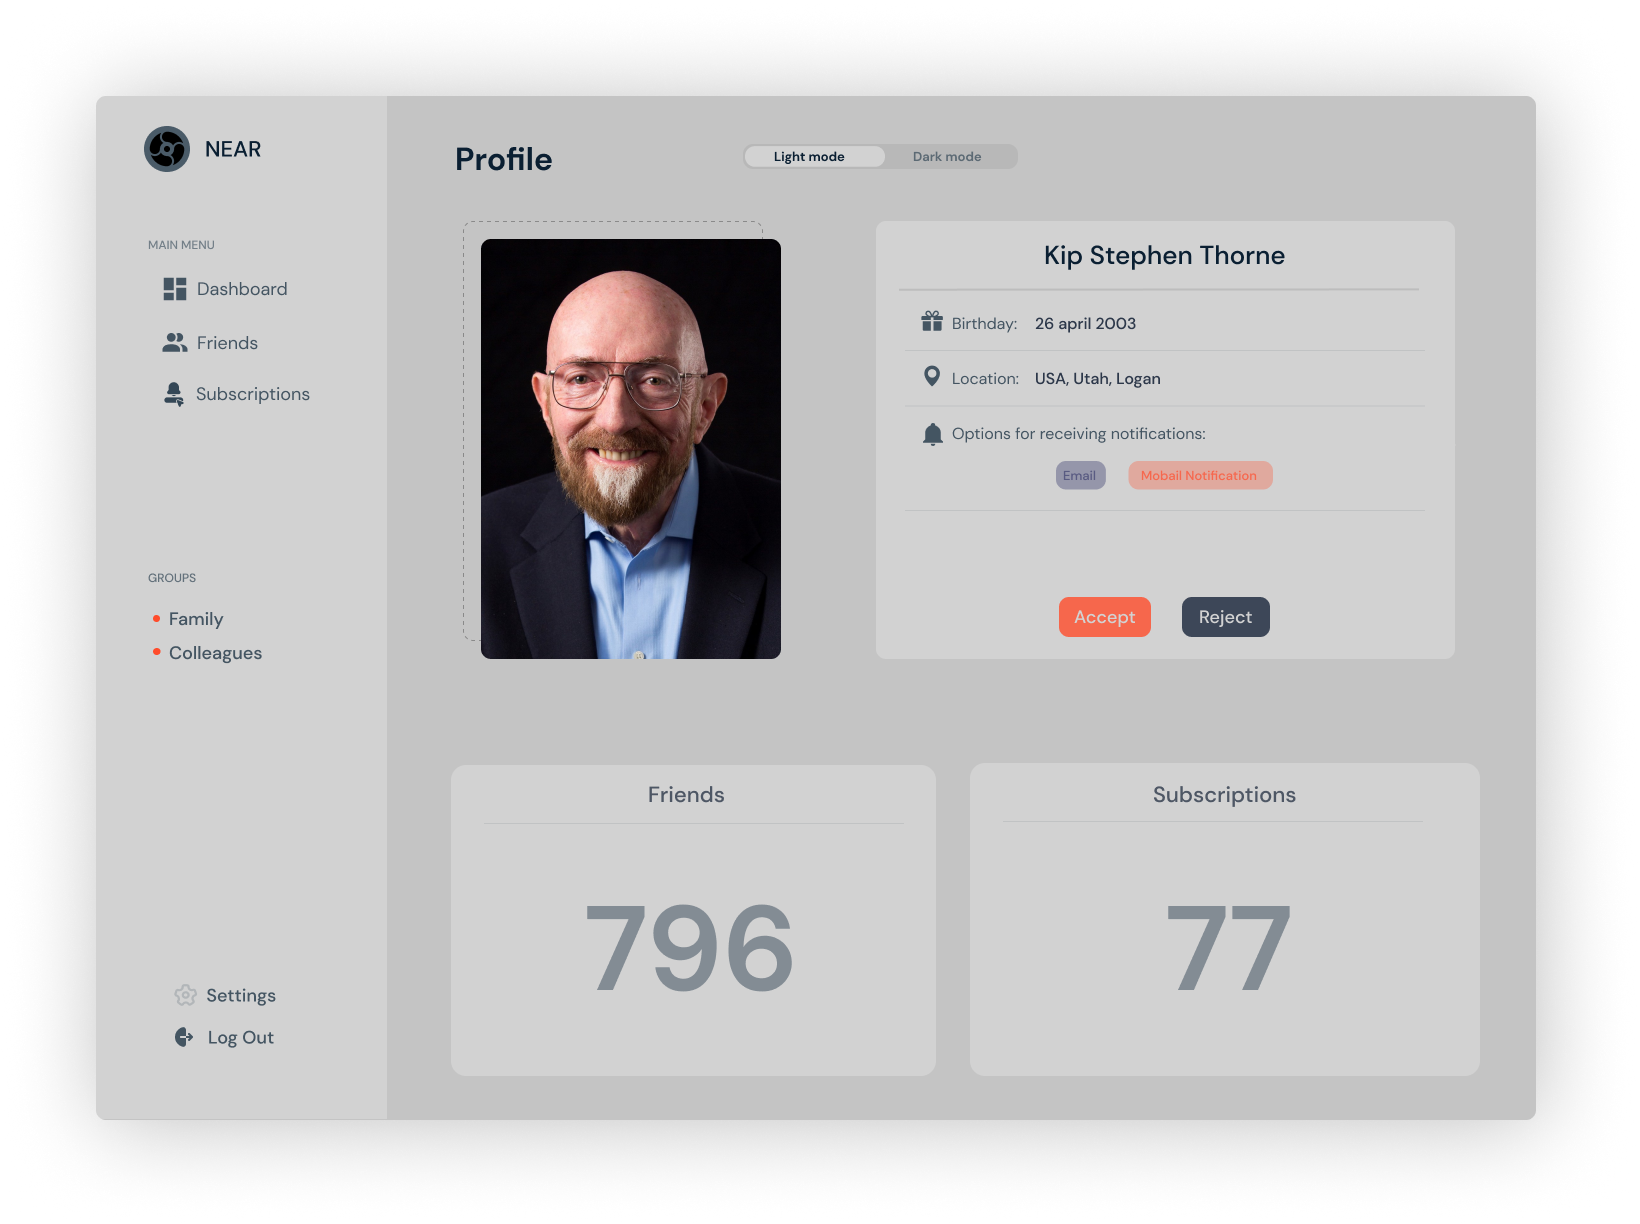 NEAR
Profile
Light mode
Dark mode
MAIN MENU
Dashboard
Friends
Subscriptions
GROUPS
Family
Colleagues
Settings
Log Out
Kip Stephen Thorne
Birthday: 26 april 2003
Location: USA, Utah, Logan
Options for receiving notifications:
Email
Mobail Notification
Accept
Reject
Friends
796
Subscriptions
77